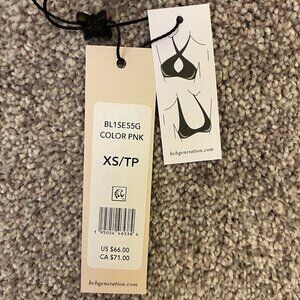 BL1SE55G
COLOR PNK
XS/TP
US $66.00
CA $71.00
bcbgeneration.com
bcbgeneration.com